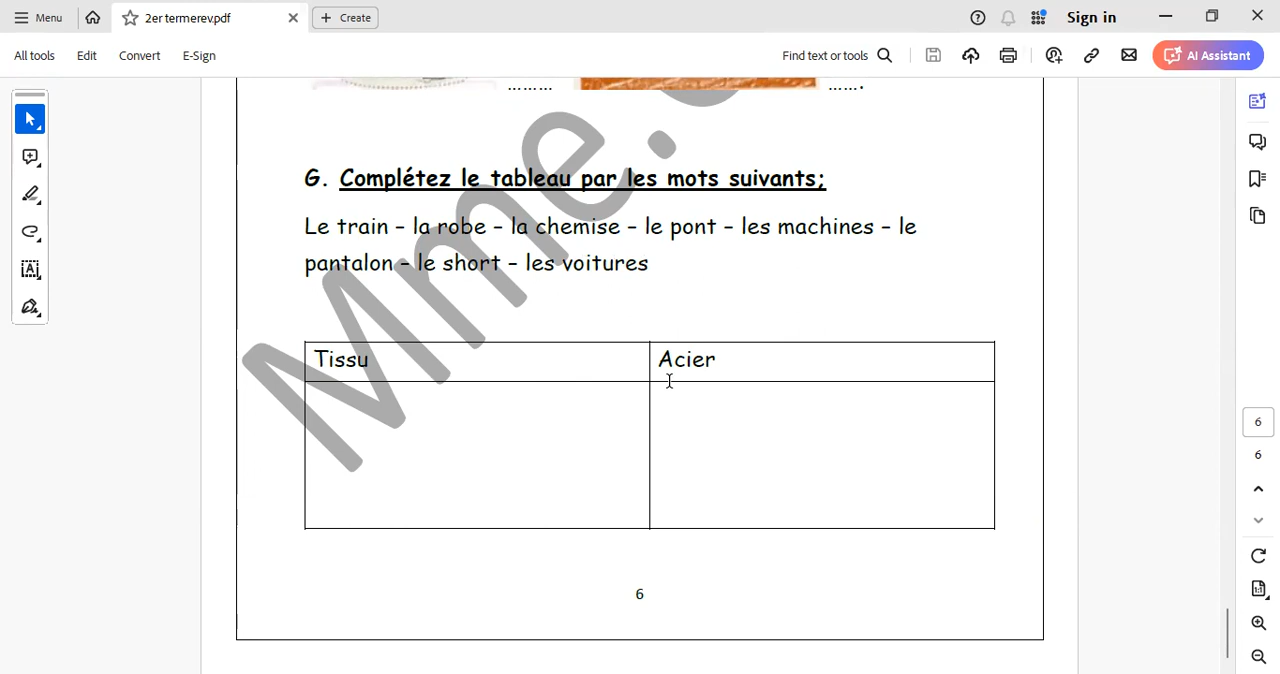 Menu
2er termerev.pdf
Create
Sign in
All tools
Edit
Convert
E-Sign
Find text or tools
AI Assistant
G. Complétez le tableau par les mots suivants;
Le train – la robe – la chemise – le pont – les machines – le
pantalon – le short – les voitures
Tissu
Acier
6
6
6
Mme.